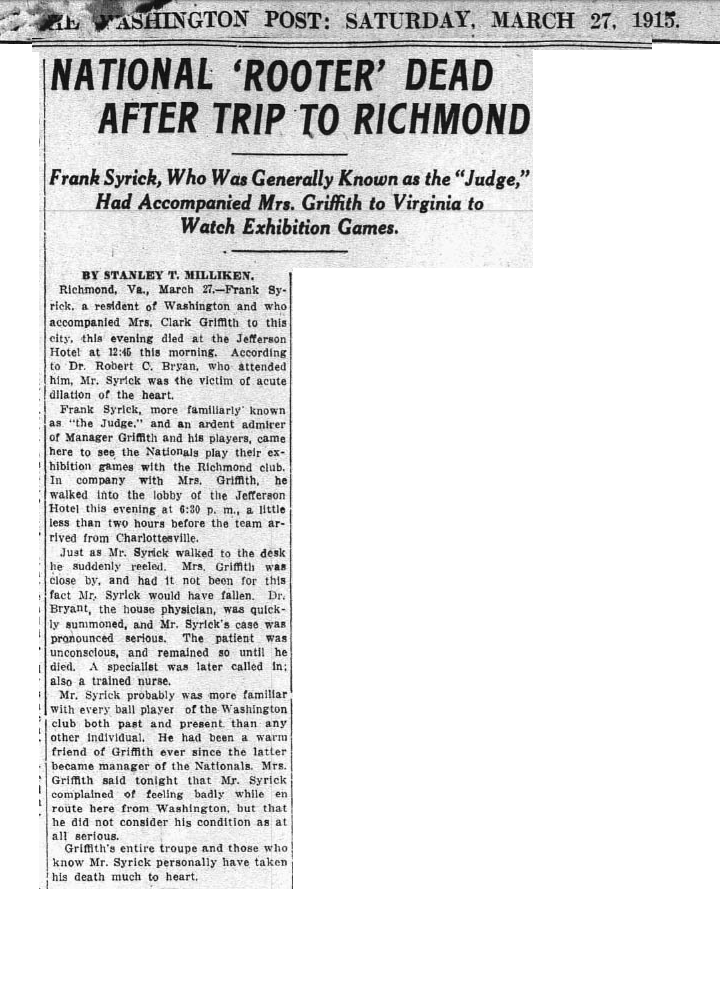 WASHINGTON POST: SATURDAY, MARCH 27, 1915.
NATIONAL 'ROOTER' DEAD
AFTER TRIP TO RICHMOND
Frank Syrick, Who Was Generally Known as the "Judge,"
Had Accompanied Mrs. Griffith to Virginia to
Watch Exhibition Games.
BY STANLEY T. MILLIKEN.
Richmond, Va., March 27.—Frank Sy-
rick, a resident of Washington and who
accompanied Mrs. Clark Griffith to this
city, this evening died at the Jefferson
Hotel at 12:45 this morning. According
to Dr. Robert C. Bryan, who attended
him, Mr. Syrick was the victim of acute
dilation of the heart.
Frank Syrick, more familiarly known
as "the Judge," and an ardent admirer
of Manager Griffith and his players, came
here to see the Nationals play their ex-
hibition games with the Richmond club.
In company with Mrs. Griffith, he
walked into the lobby of the Jefferson
Hotel this evening at 6:30 p. m., a little
less than two hours before the team ar-
rived from Charlottesville.
Just as Mr. Syrick walked to the desk
he suddenly reeled. Mrs. Griffith was
close by, and had it not been for this
fact Mr. Syrick would have fallen. Dr.
Bryant, the house physician, was quick-
ly summoned, and Mr. Syrick's case was
pronounced serious. The patient was
unconscious, and remained so until he
died. A specialist was later called in;
also a trained nurse.
Mr. Syrick probably was more familiar
with every ball player of the Washington
club both past and present than any
other individual. He had been a warm
friend of Griffith ever since the latter
became manager of the Nationals. Mrs.
Griffith said tonight that Mr. Syrick
complained of feeling badly while en
route here from Washington, but that
he did not consider his condition as at
all serious.
Griffith's entire troupe and those who
know Mr. Syrick personally have taken
his death much to heart.